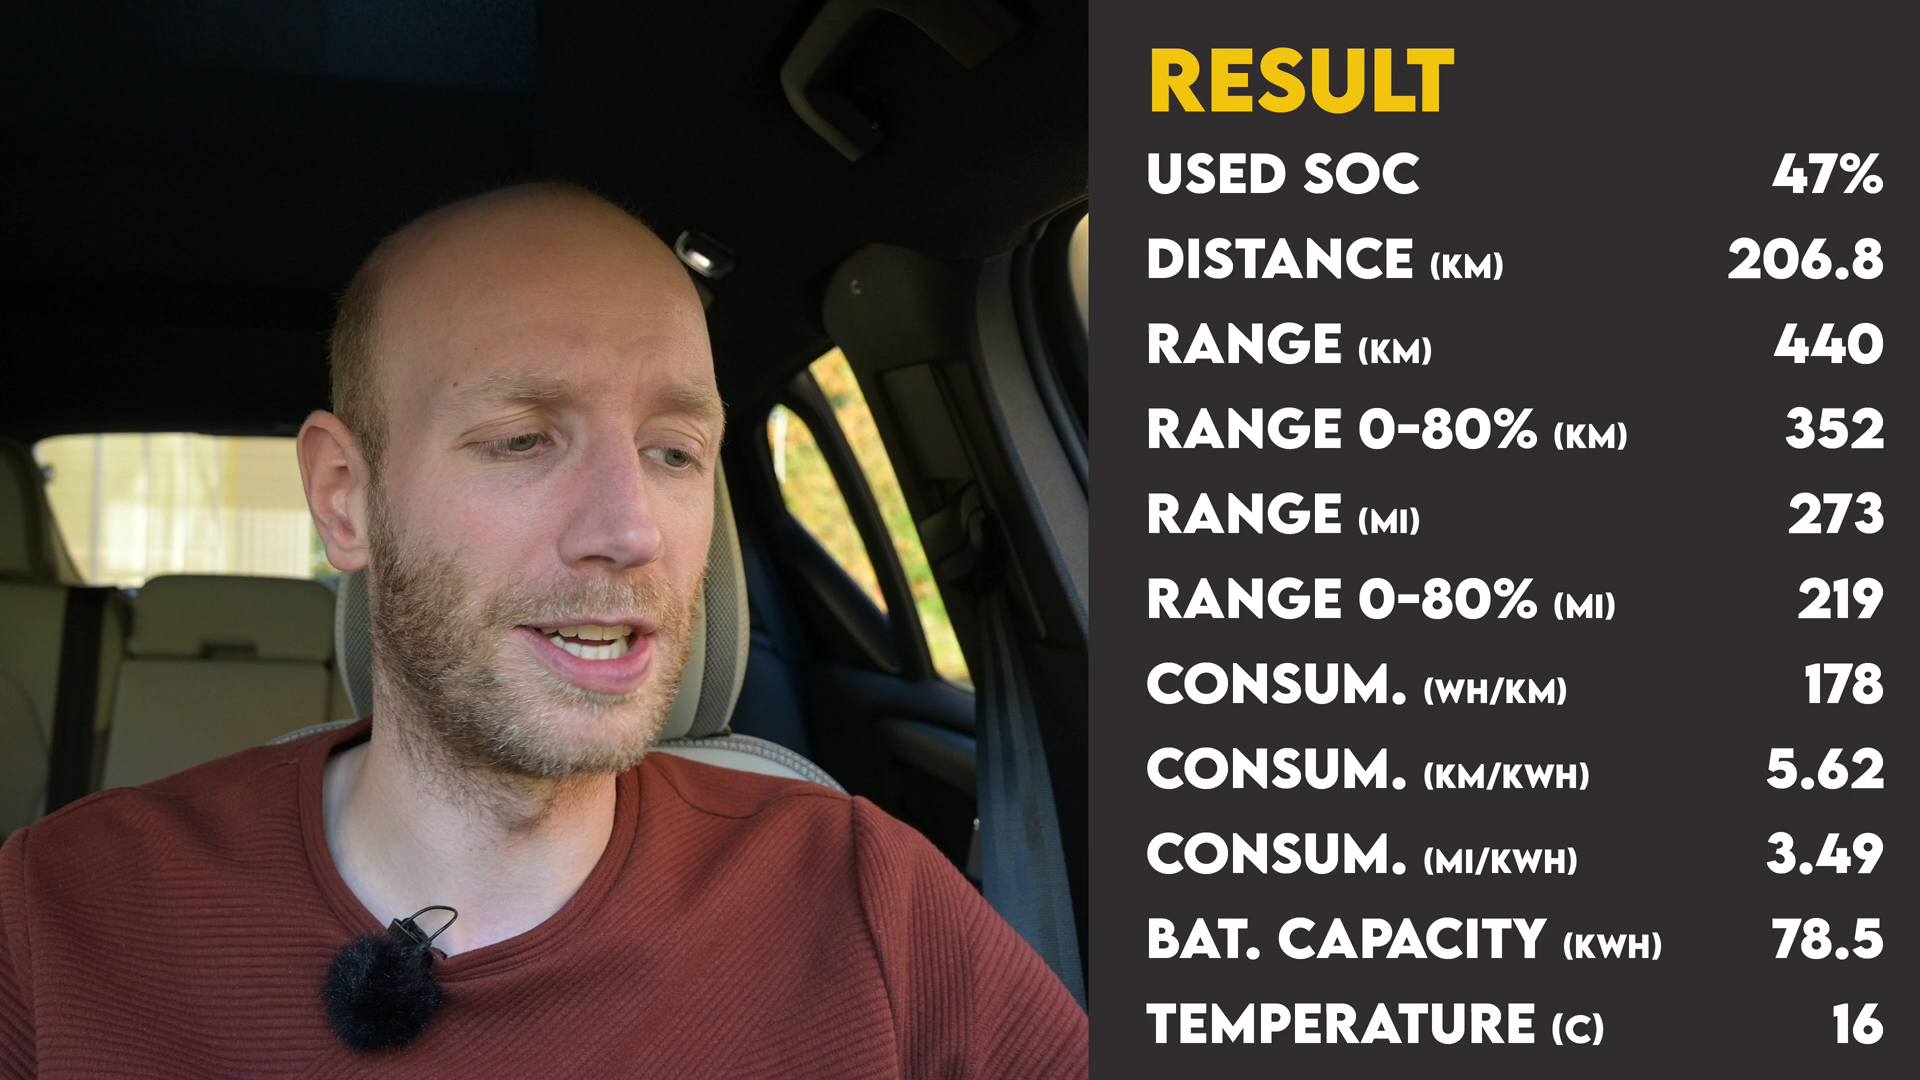 RESULT
USED SOC 47%
DISTANCE (KM) 206.8
RANGE (KM) 440
RANGE 0-80% (KM) 352
RANGE (MI) 273
RANGE 0-80% (MI) 219
CONSUM. (WH/KM) 178
CONSUM. (KM/KWH) 5.62
CONSUM. (MI/KWH) 3.49
BAT. CAPACITY (KWH) 78.5
TEMPERATURE (C) 16